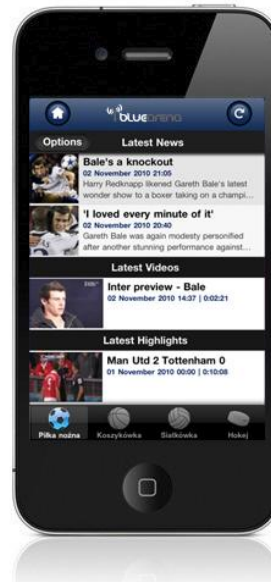 bluearena
Options
Latest News
Bale's a knockout
02 November 2010 21:05
Harry Redknapp likened Gareth Bale's latest
wonder show to a boxer taking on a champi...
'I loved every minute of it'
02 November 2010 20:40
Gareth Bale was again modestly personified
after another stunning performance against...
Latest Videos
Inter preview - Bale
02 November 2010 14:37 | 0:02:21
Latest Highlights
Man Utd 2 Tottenham 0
01 November 2010 00:00 | 0:10:08
Piłka nożna
Koszykówka
Siatkówka
Hokej